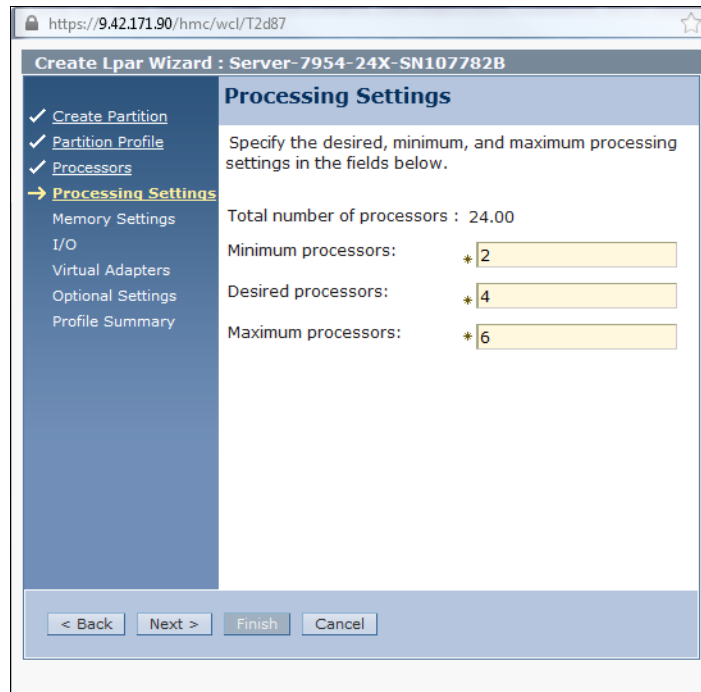 https://9.42.171.90/hmc/wcl/T2d87
Create Lpar Wizard : Server-7954-24X-SN107782B
Create Partition
Partition Profile
Processors
Processing Settings
Memory Settings
I/O
Virtual Adapters
Optional Settings
Profile Summary
Processing Settings
Specify the desired, minimum, and maximum processing
settings in the fields below.
Total number of processors : 24.00
Minimum processors: * 2
Desired processors: * 4
Maximum processors: * 6
< Back Next > Finish Cancel